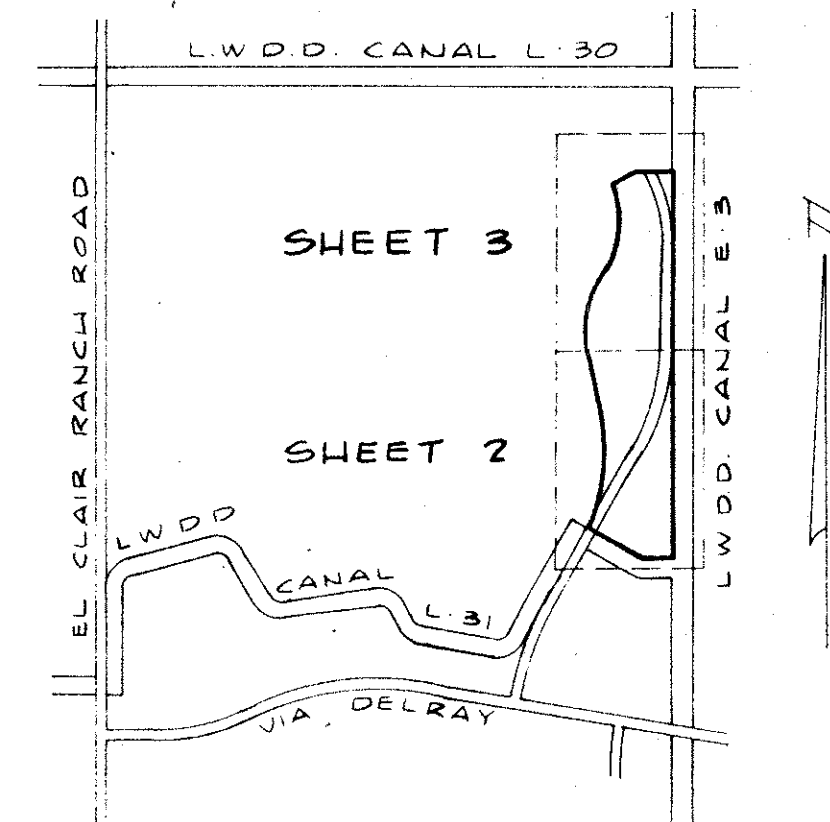 L.W.D.D. CANAL L-30
EL CLAIR RANCH ROAD
SHEET 3
L.W.D.D. CANAL E-3
SHEET 2
LWDD CANAL L-31
VIA DELRAY